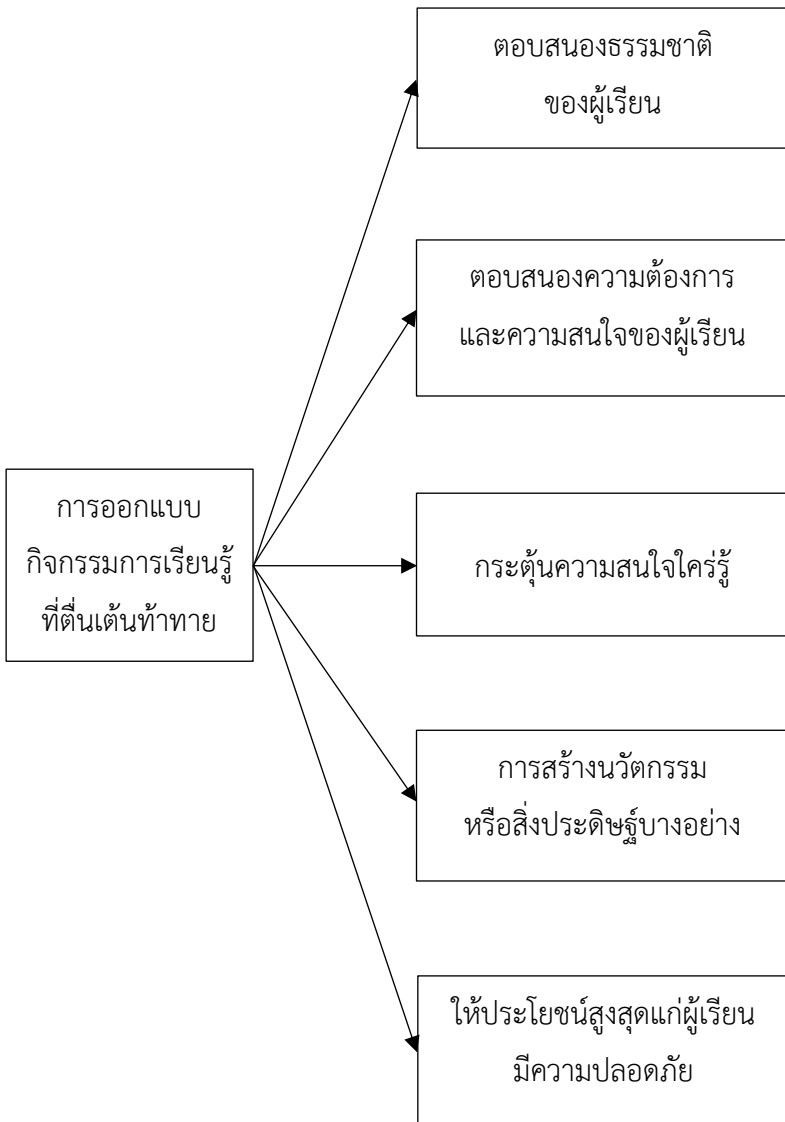 ตอบสนองธรรมชาติ
ของผู้เรียน
ตอบสนองความต้องการ
และความสนใจของผู้เรียน
การออกแบบ
กิจกรรมการเรียนรู้
ที่ตื่นเต้นท้าทาย
กระตุ้นความสนใจใคร่รู้
การสร้างนวัตกรรม
หรือสิ่งประดิษฐ์บางอย่าง
ให้ประโยชน์สูงสุดแก่ผู้เรียน
มีความปลอดภัย